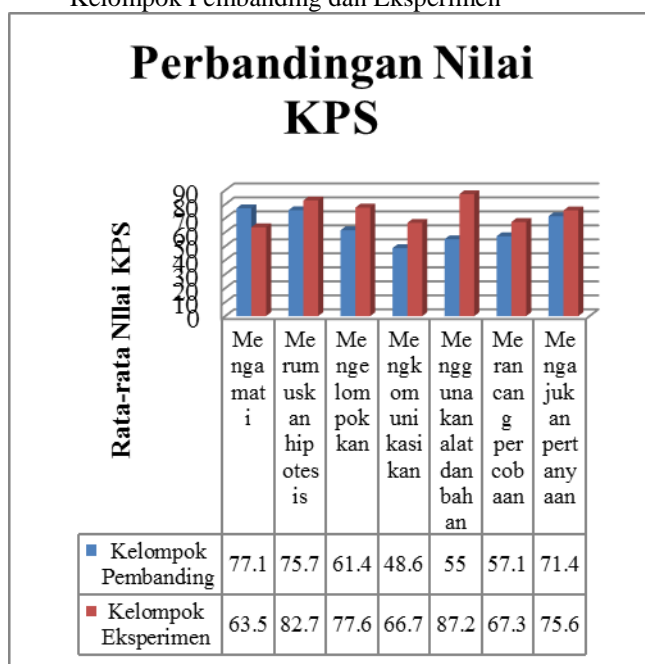 Kelompok Pembanding dan Eksperimen
Perbandingan Nilai
KPS
Rata-rata NIlai KPS
90
80
70
60
50
40
30
20
10
0
Me
nga
mat
i
Me
rum
usk
an
hip
otes
is
Me
nge
lom
pok
kan
Me
ngk
om
uni
kasi
kan
Me
ngg
una
kan
alat
dan
bah
an
Me
ran
can
g
per
cob
aan
Me
nga
juk
an
pert
any
aan
Kelompok
Pembanding
77.1 75.7 61.4 48.6 55 57.1 71.4
Kelompok
Eksperimen
63.5 82.7 77.6 66.7 87.2 67.3 75.6